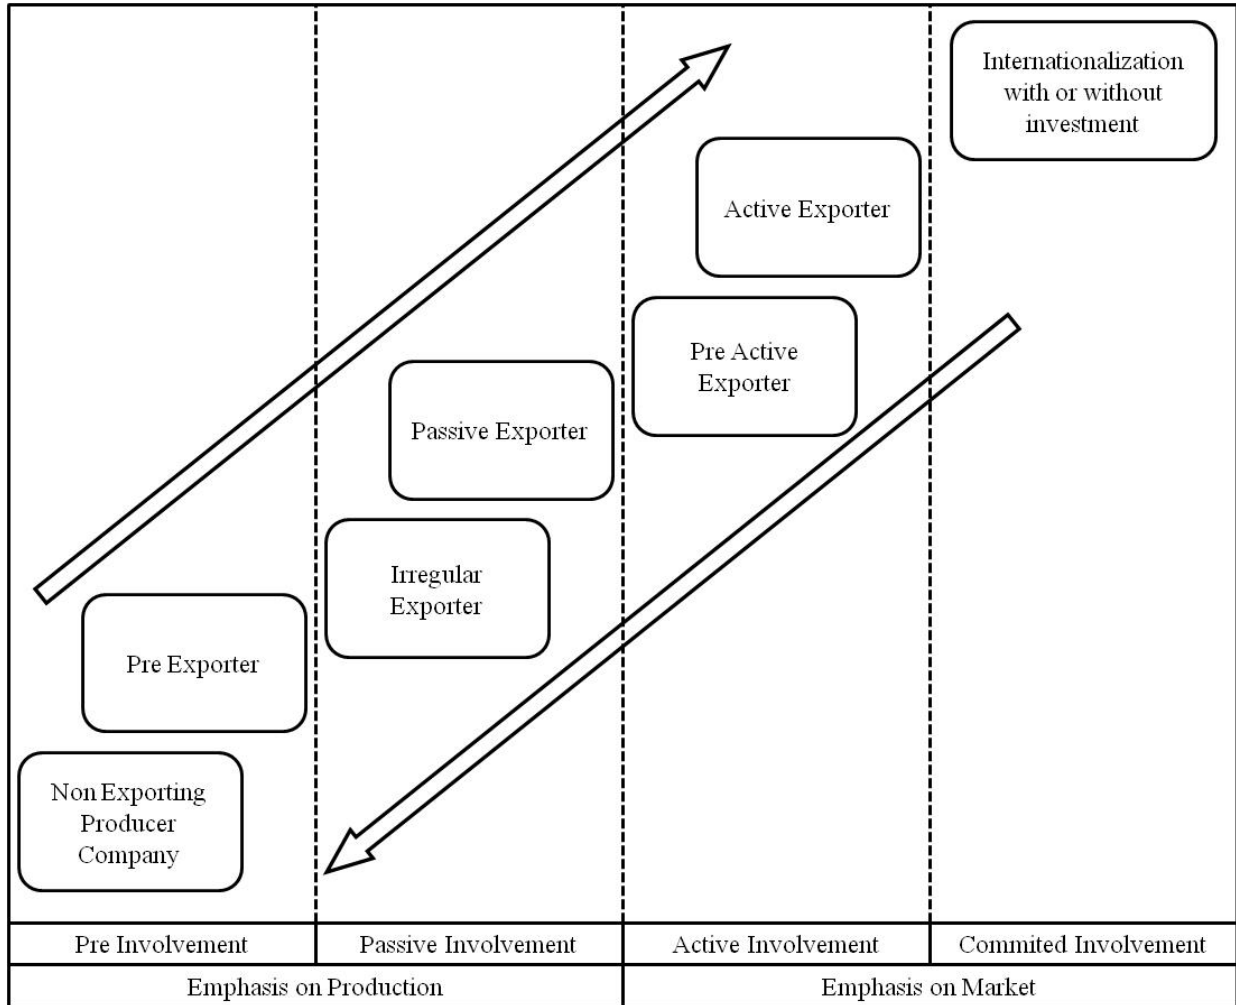 Internationalization
with or without
investment
Active Exporter
Pre Active
Exporter
Passive Exporter
Irregular
Exporter
Pre Exporter
Non Exporting
Producer
Company
Pre Involvement
Passive Involvement
Active Involvement
Commited Involvement
Emphasis on Production
Emphasis on Market